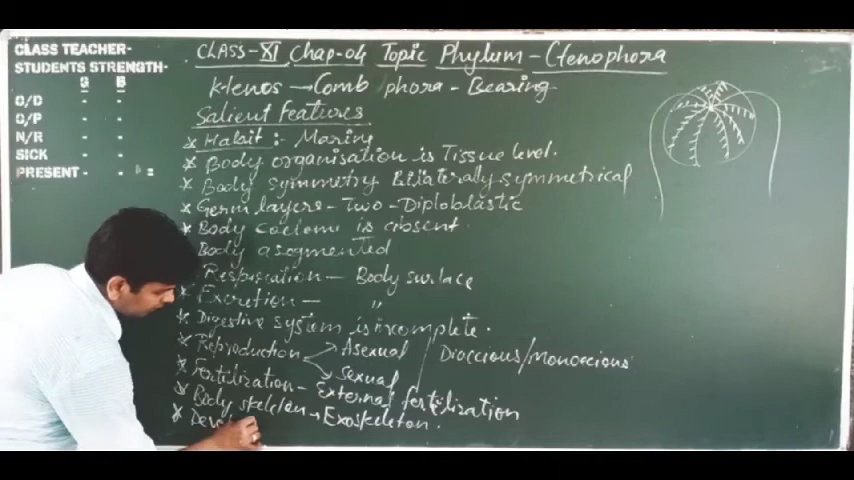 CLASS TEACHER-
STUDENTS STRENGTH-
G B
O/D - -
O/P - -
N/R - -
SICK - -
PRESENT - - :
CLASS-XI Chap-04 Topic Phylum - Ctenophora
Ktenos → Comb phora - Bearing
Salient features
* Habit :- Marine
* Body organisation is Tissue level.
* Body symmetry Bilaterally symmetrical
* Germ layers - Two - Diploblastic
* Body coelom is absent.
Body asegmented
Respiration - Body surface
* Excretion - "
* Digestive system is incomplete.
* Reproduction → Asexual Dioecious/Monoecious
→ Sexual
* Fertilization - External fertilization
* Body skeleton → Exoskeleton.
* Dev